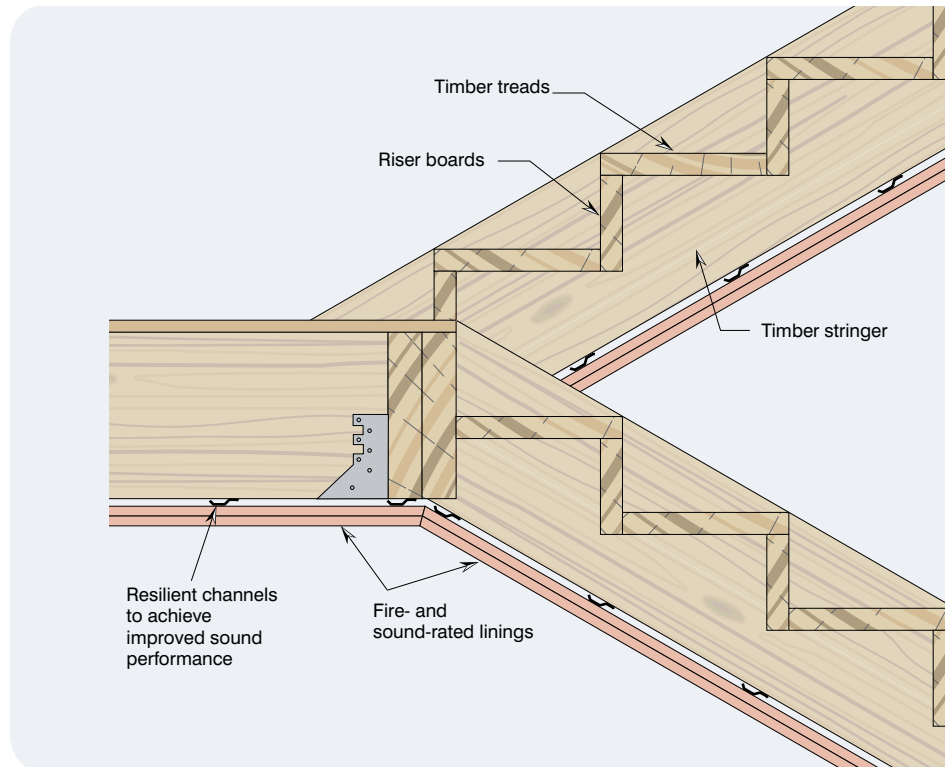 Timber treads
Riser boards
Timber stringer
Resilient channels
to achieve
improved sound
performance
Fire- and
sound-rated linings